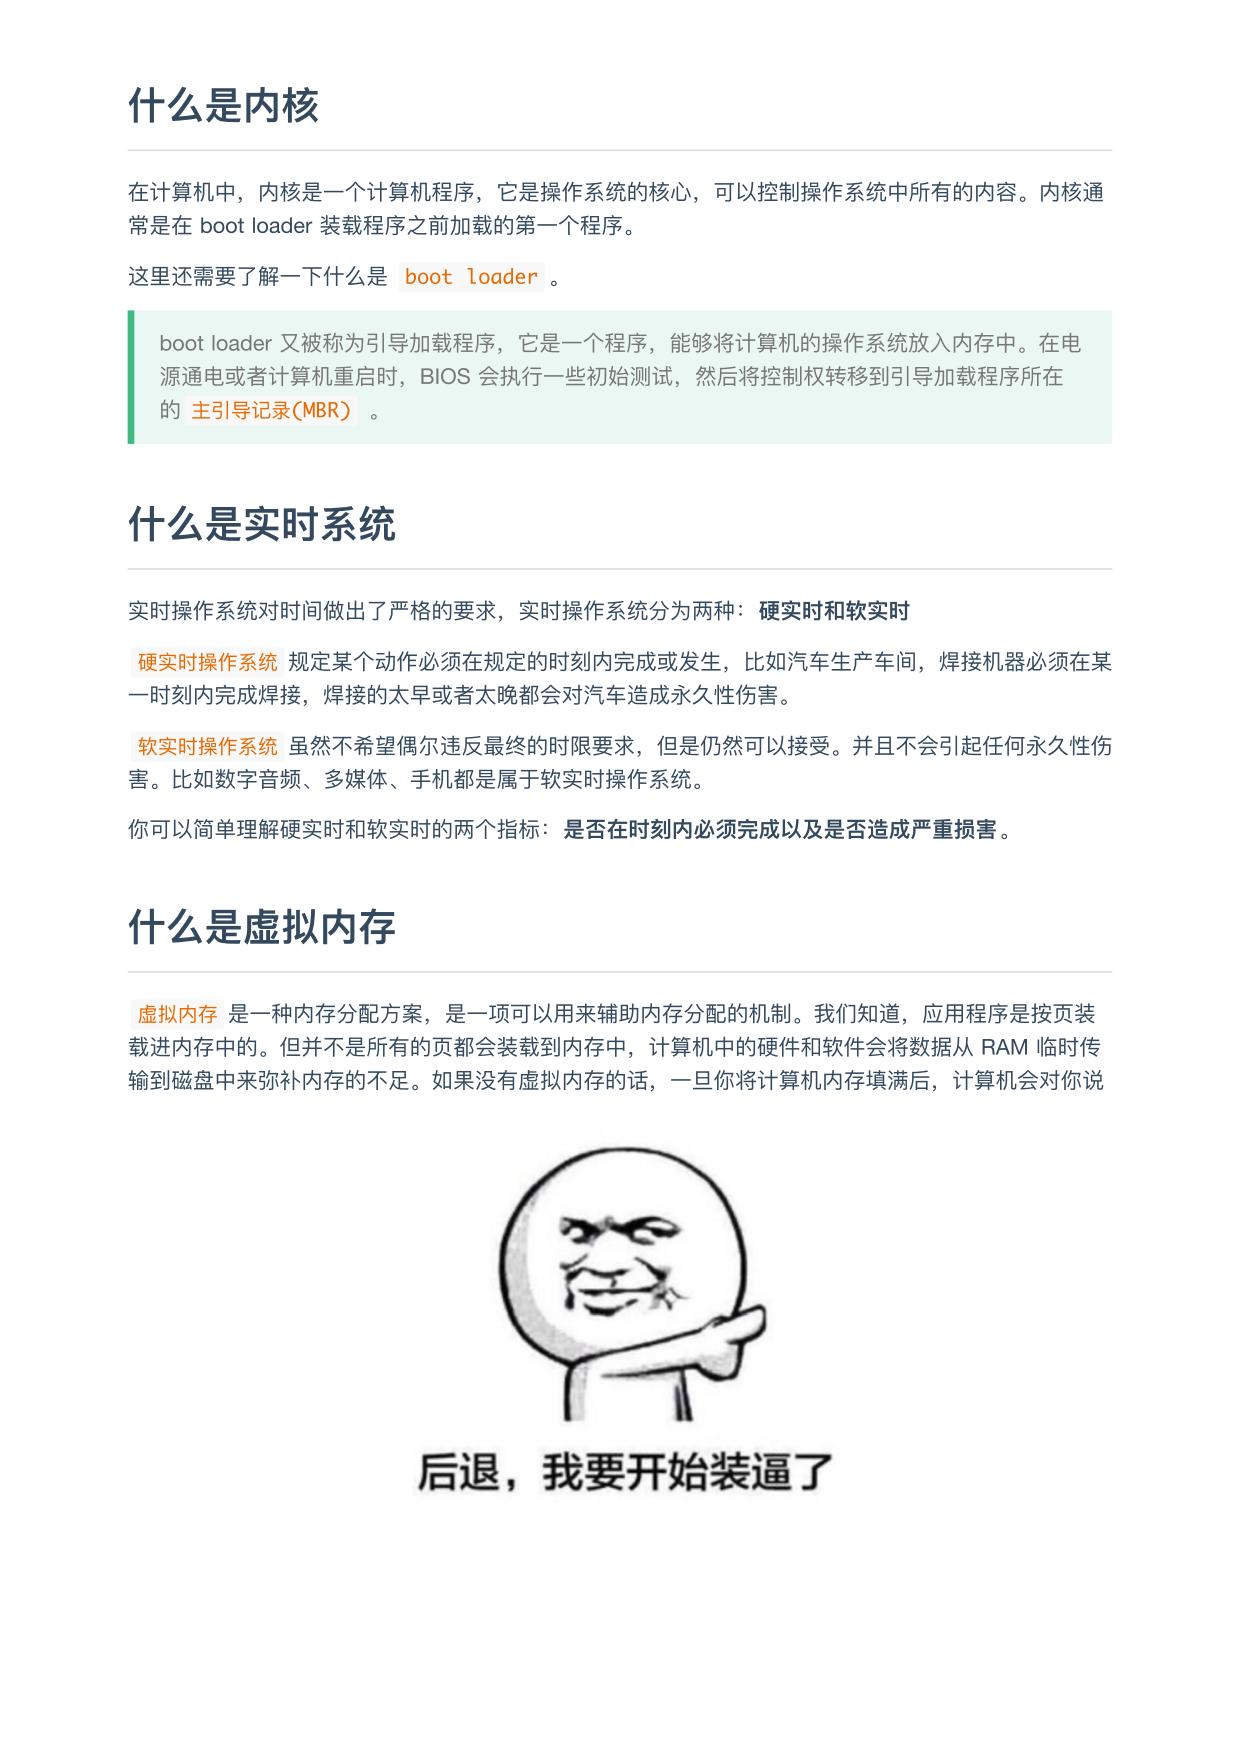 什么是内核
在计算机中，内核是一个计算机程序，它是操作系统的核心，可以控制操作系统中所有的内容。内核通
常是在 boot loader 装载程序之前加载的第一个程序。
这里还需要了解一下什么是 boot loader 。
boot loader 又被称为引导加载程序，它是一个程序，能够将计算机的操作系统放入内存中。在电
源通电或者计算机重启时，BIOS 会执行一些初始测试，然后将控制权转移到引导加载程序所在
的 主引导记录(MBR) 。
什么是实时系统
实时操作系统对时间做出了严格的要求，实时操作系统分为两种：硬实时和软实时
硬实时操作系统 规定某个动作必须在规定的时刻内完成或发生，比如汽车生产车间，焊接机器必须在某
一时刻内完成焊接，焊接的太早或者太晚都会对汽车造成永久性伤害。
软实时操作系统 虽然不希望偶尔违反最终的时限要求，但是仍然可以接受。并且不会引起任何永久性伤
害。比如数字音频、多媒体、手机都是属于软实时操作系统。
你可以简单理解硬实时和软实时的两个指标：是否在时刻内必须完成以及是否造成严重损害。
什么是虚拟内存
虚拟内存 是一种内存分配方案，是一项可以用来辅助内存分配的机制。我们知道，应用程序是按页装
载进内存中的。但并不是所有的页都会装载到内存中，计算机中的硬件和软件会将数据从 RAM 临时传
输到磁盘中来弥补内存的不足。如果没有虚拟内存的话，一旦你将计算机内存填满后，计算机会对你说
后退，我要开始装逼了